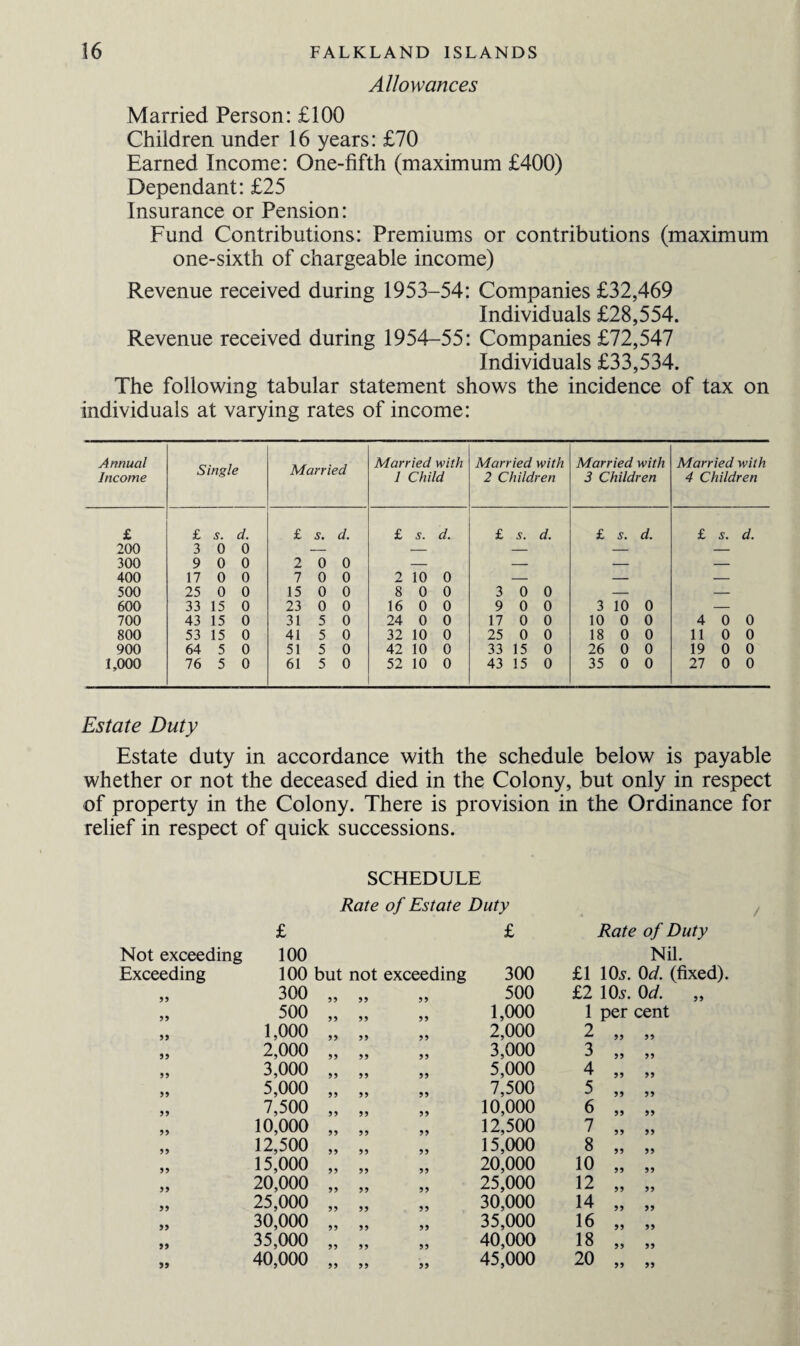 16 FALKLAND ISLANDS
Allowances
Married Person: £100
Children under 16 years: £70
Earned Income: One-fifth (maximum £400)
Dependant: £25
Insurance or Pension:
Fund Contributions: Premiums or contributions (maximum
one-sixth of chargeable income)
Revenue received during 1953–54: Companies £32,469
Individuals £28,554.
Revenue received during 1954–55: Companies £72,547
Individuals £33,534.
The following tabular statement shows the incidence of tax on
individuals at varying rates of income:
Annual Income | Single | Married | Married with 1 Child | Married with 2 Children | Married with 3 Children | Married with 4 Children
£ | £ s. d. | £ s. d. | £ s. d. | £ s. d. | £ s. d. | £ s. d.
200 | 3 0 0 | — | — | — | — | —
300 | 9 0 0 | 2 0 0 | — | — | — | —
400 | 17 0 0 | 7 0 0 | 2 10 0 | — | — | —
500 | 25 0 0 | 15 0 0 | 8 0 0 | 3 0 0 | — | —
600 | 33 15 0 | 23 0 0 | 16 0 0 | 9 0 0 | 3 10 0 | —
700 | 43 15 0 | 31 5 0 | 24 0 0 | 17 0 0 | 10 0 0 | 4 0 0
800 | 53 15 0 | 41 5 0 | 32 10 0 | 25 0 0 | 18 0 0 | 11 0 0
900 | 64 5 0 | 51 5 0 | 42 10 0 | 33 15 0 | 26 0 0 | 19 0 0
1,000 | 76 5 0 | 61 5 0 | 52 10 0 | 43 15 0 | 35 0 0 | 27 0 0
Estate Duty
Estate duty in accordance with the schedule below is payable
whether or not the deceased died in the Colony, but only in respect
of property in the Colony. There is provision in the Ordinance for
relief in respect of quick successions.
SCHEDULE
Rate of Estate Duty
£ £ Rate of Duty
Not exceeding 100 Nil.
Exceeding 100 but not exceeding 300 £1 10s. 0d. (fixed).
„ 300 „ „ „ 500 £2 10s. 0d. „
„ 500 „ „ „ 1,000 1 per cent
„ 1,000 „ „ „ 2,000 2 „ „
„ 2,000 „ „ „ 3,000 3 „ „
„ 3,000 „ „ „ 5,000 4 „ „
„ 5,000 „ „ „ 7,500 5 „ „
„ 7,500 „ „ „ 10,000 6 „ „
„ 10,000 „ „ „ 12,500 7 „ „
„ 12,500 „ „ „ 15,000 8 „ „
„ 15,000 „ „ „ 20,000 10 „ „
„ 20,000 „ „ „ 25,000 12 „ „
„ 25,000 „ „ „ 30,000 14 „ „
„ 30,000 „ „ „ 35,000 16 „ „
„ 35,000 „ „ „ 40,000 18 „ „
„ 40,000 „ „ „ 45,000 20 „ „